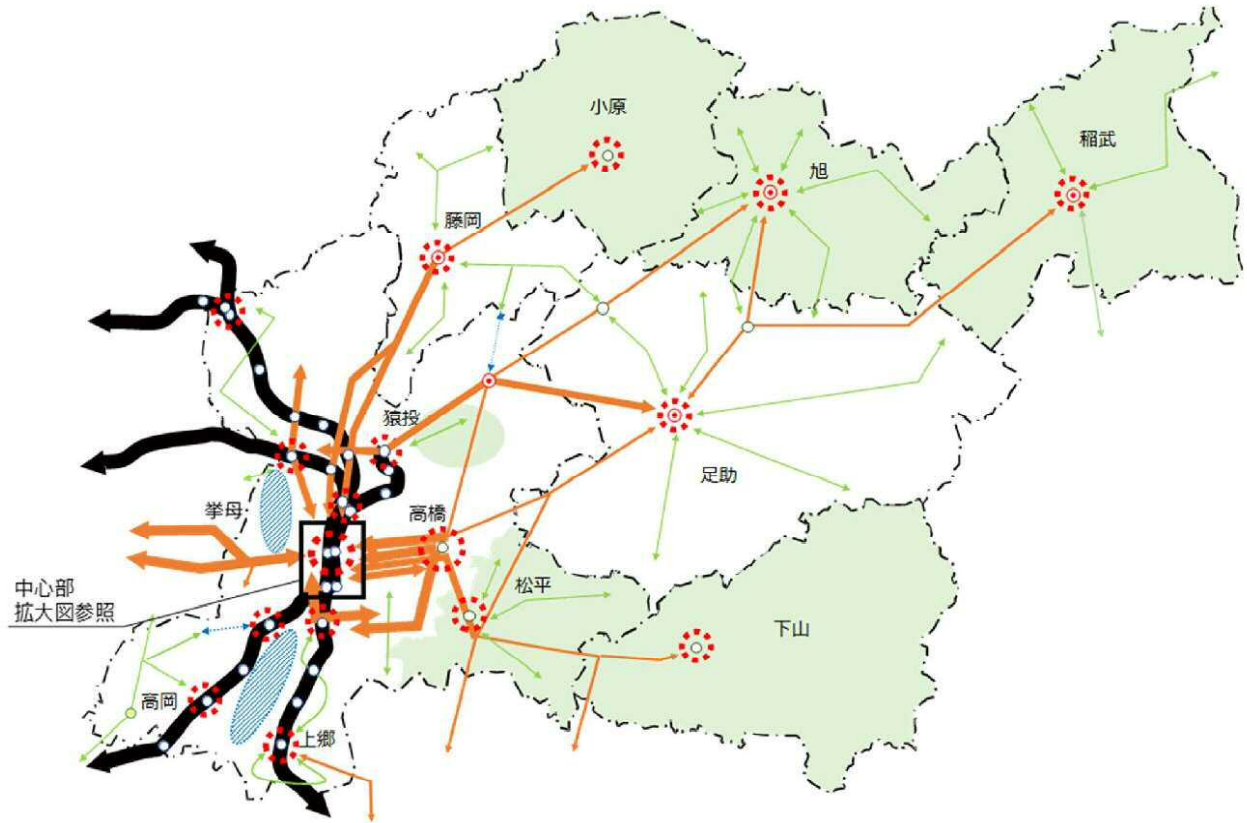 小原
旭
稲武
藤岡
猿投
足助
挙母
高橋
中心部
拡大図参照
松平
下山
高岡
上郷